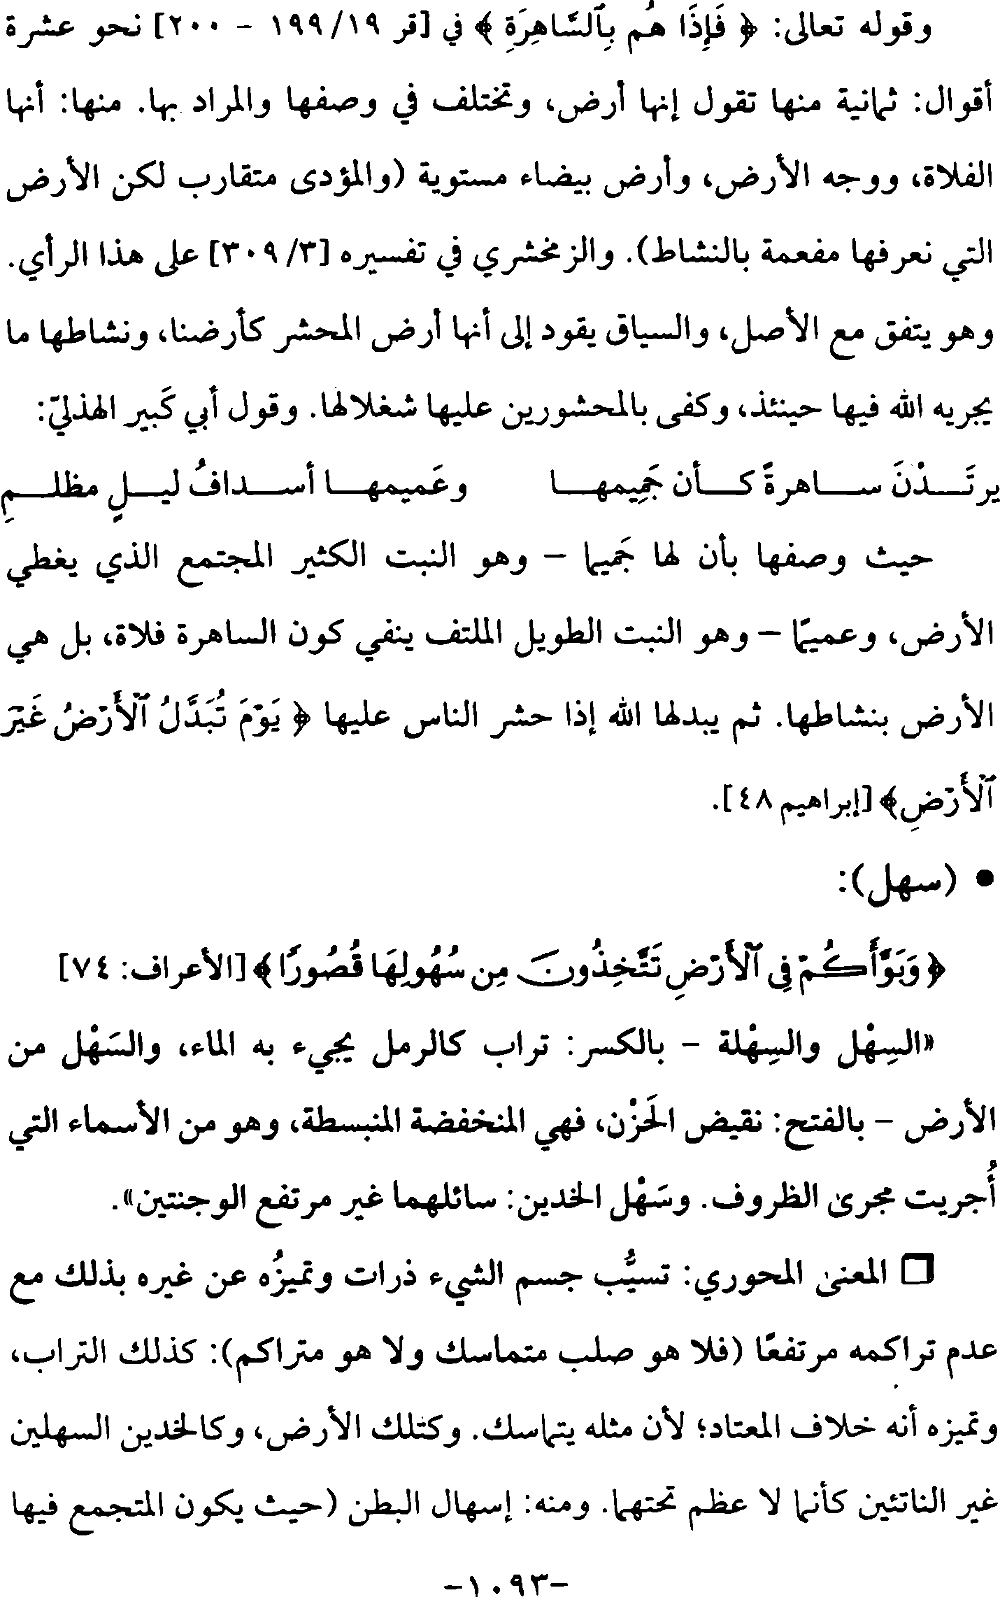 وقوله تعالى: ﴿ فَإِذَا هُم بِٱلسَّاهِرَةِ ﴾ في [قر ١٩/ ١٩٩ - ٢٠٠] نحو عشرة
أقوال: ثمانية منها تقول إنها أرض، وتختلف في وصفها والمراد بها. منها: أنها
الفلاة، ووجه الأرض، وأرض بيضاء مستوية (والمؤدى متقارب لكن الأرض
التي نعرفها مفعمة بالنشاط). والزمخشري في تفسيره [٣/ ٣٠٩] على هذا الرأي.
وهو يتفق مع الأصل، والسياق يقود إلى أنها أرض المحشر كأرضنا، ونشاطها ما
يجريه الله فيها حينئذ، وكفى بالمحشورين عليها شغلالها. وقول أبي كَبير الهذليّ:
يرتَـدْنَ سـاهرةً كـأن جَمِيمهـا وعَميمهـا أسـدافُ ليـلٍ مظلـمِ
حيث وصفها بأن لها جَميما – وهو النبت الكثير المجتمع الذي يغطي
الأرض، وعميمًا – وهو النبت الطويل الملتف ينفي كون الساهرة فلاة، بل هي
الأرض بنشاطها. ثم يبدلها الله إذا حشر الناس عليها ﴿ يَوْمَ تُبَدَّلُ ٱلْأَرْضُ غَيْرَ
ٱلْأَرْضِ﴾ [إبراهيم ٤٨].
● (سهل):
﴿ وَبَوَّأَكُمْ فِى ٱلْأَرْضِ تَتَّخِذُونَ مِن سُهُولِهَا قُصُورًا ﴾ [الأعراف: ٧٤]
«السِهْل والسِهْلة – بالكسر: تراب كالرمل يجيء به الماء، والسَهْل من
الأرض – بالفتح: نقيض الحَزْن، فهي المنخفضة المنبسطة، وهو من الأسماء التي
أُجريت مجرى الظروف. وسَهْل الخدين: سائلهما غير مرتفع الوجنتين».
❏ المعنى المحوري: تسيُّب جسم الشيء ذرات وتميزُه عن غيره بذلك مع
عدم تراكمه مرتفعًا (فلا هو صلب متماسك ولا هو متراكم): كذلك التراب،
وتميزه أنه خلاف المعتاد؛ لأن مثله يتماسك. وكتلك الأرض، وكالخدين السهلين
غير الناتئين كأنما لا عظم تحتهما. ومنه: إسهال البطن (حيث يكون المتجمع فيها
-١٠٩٣-